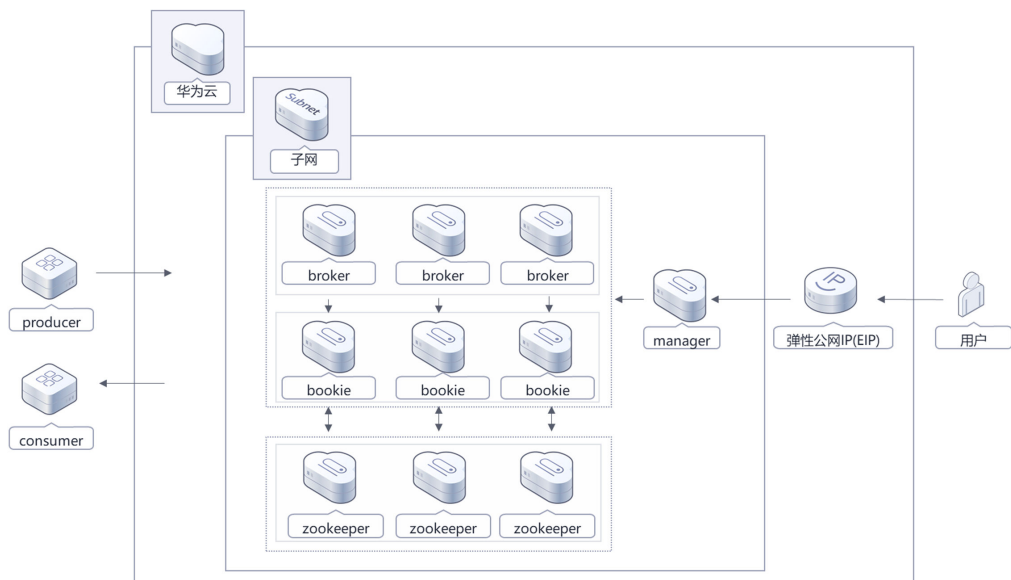 华为云
Subnet
子网
broker
broker
broker
producer
manager
IP
弹性公网IP(EIP)
用户
bookie
bookie
bookie
consumer
zookeeper
zookeeper
zookeeper